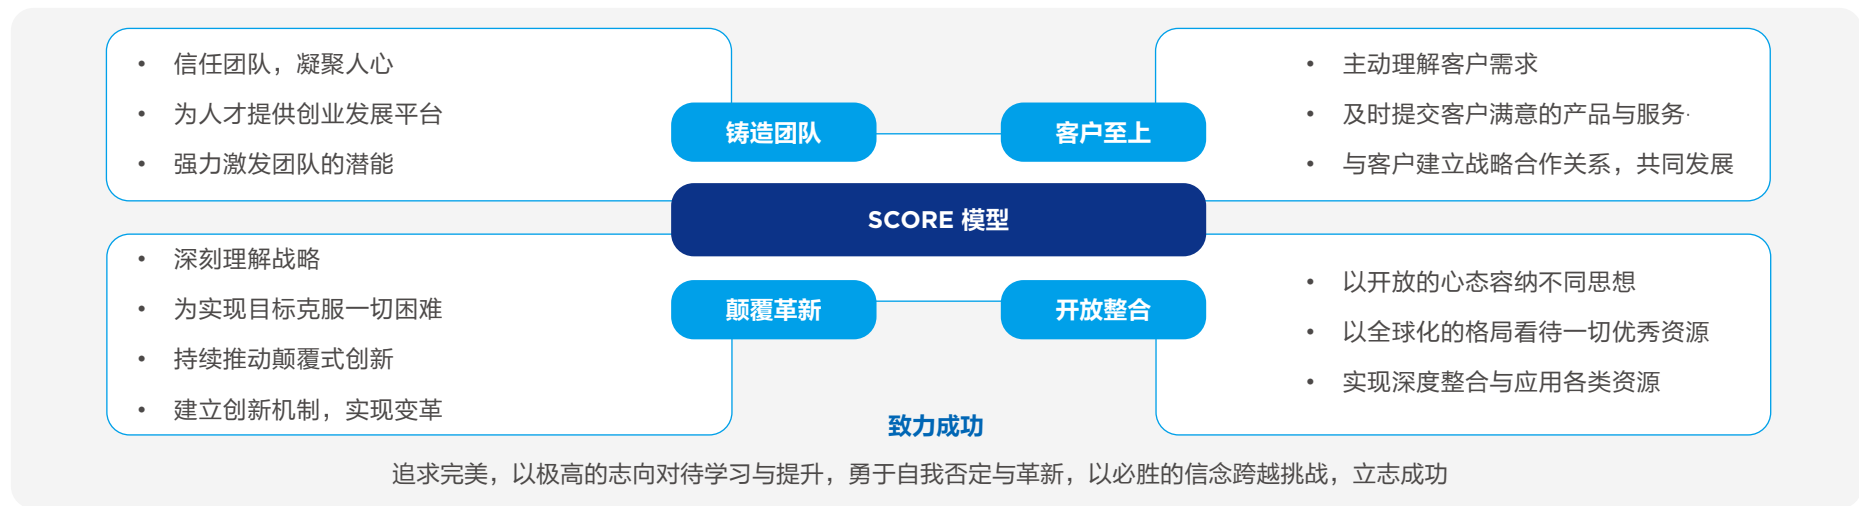 • 信任团队，凝聚人心
• 为人才提供创业发展平台
• 强力激发团队的潜能
铸造团队
客户至上
• 主动理解客户需求
• 及时提交客户满意的产品与服务·
• 与客户建立战略合作关系，共同发展
SCORE 模型
• 深刻理解战略
• 为实现目标克服一切困难
• 持续推动颠覆式创新
• 建立创新机制，实现变革
颠覆革新
开放整合
• 以开放的心态容纳不同思想
• 以全球化的格局看待一切优秀资源
• 实现深度整合与应用各类资源
致力成功
追求完美，以极高的志向对待学习与提升，勇于自我否定与革新，以必胜的信念跨越挑战，立志成功